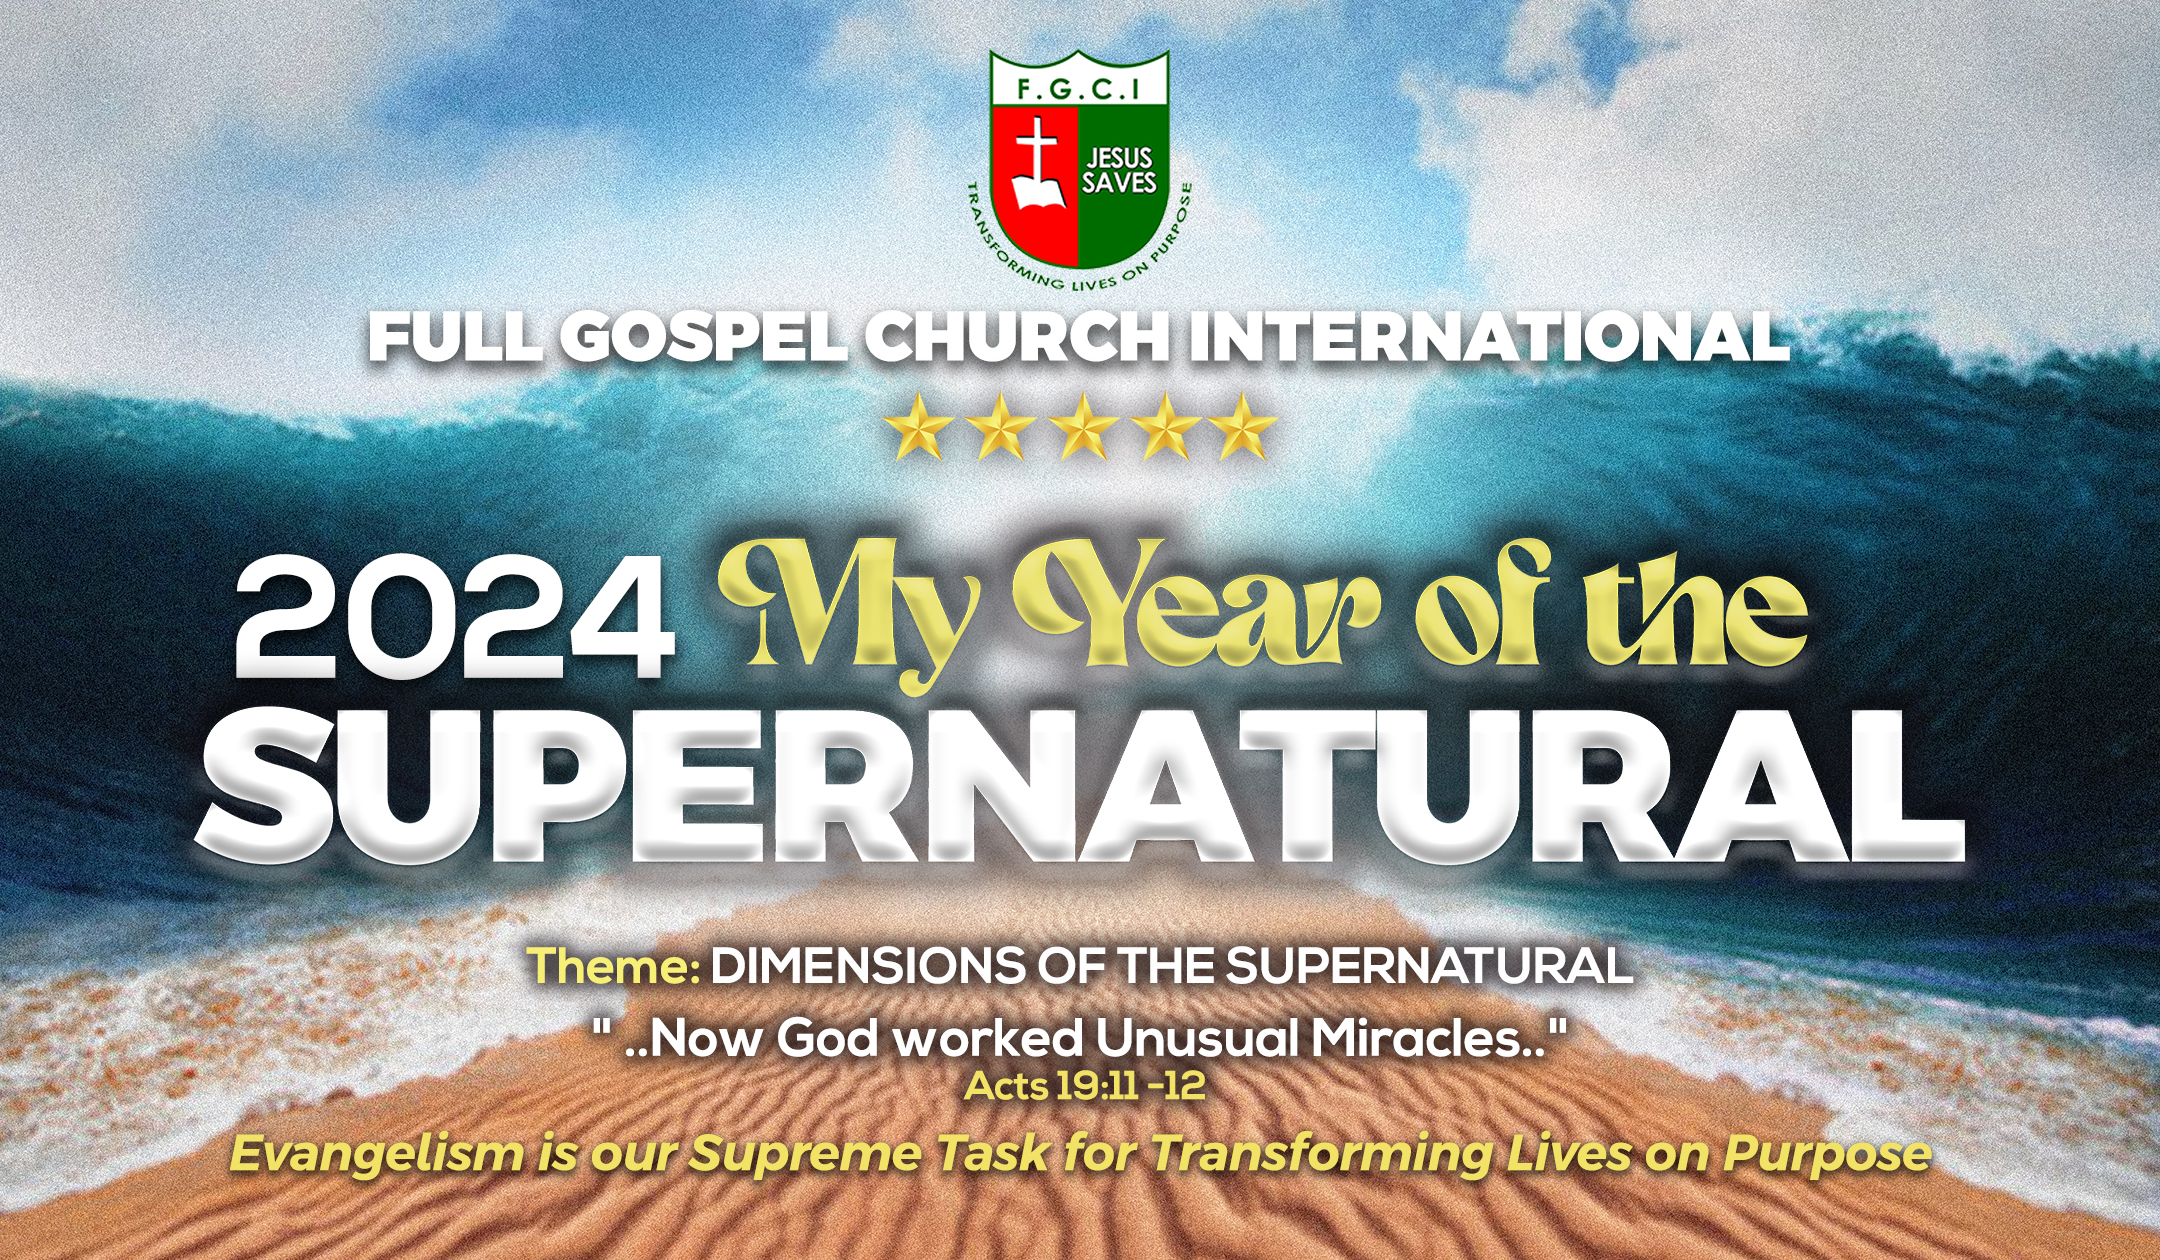 F.G.C.I
JESUS
SAVES
TRANSFORMING LIVES ON PURPOSE
FULL GOSPEL CHURCH INTERNATIONAL
2024 My Year of the
SUPERNATURAL
Theme: DIMENSIONS OF THE SUPERNATURAL
" ..Now God worked Unusual Miracles.."
Acts 19:11 -12
Evangelism is our Supreme Task for Transforming Lives on Purpose